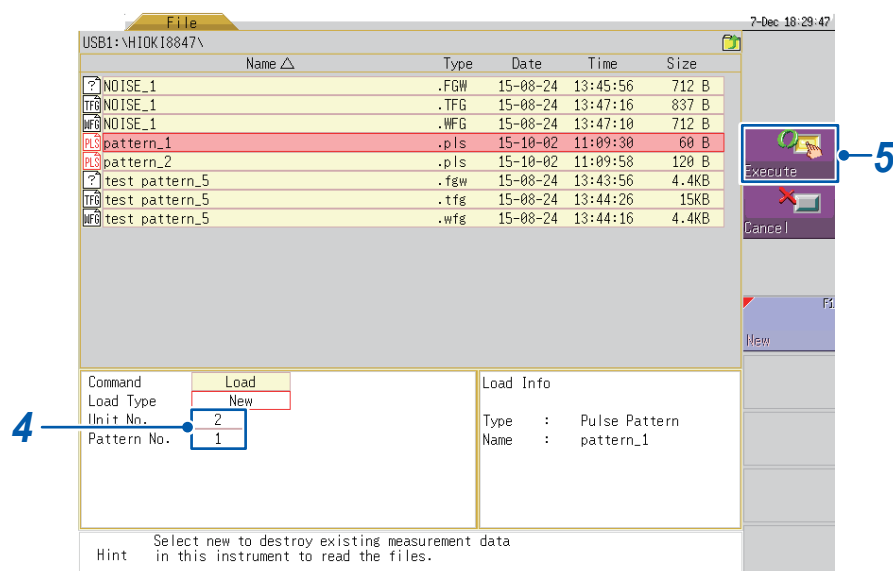 File
7-Dec 18:29:47
USB1:\HIOKI8847\
Name △ Type Date Time Size
? NOISE_1 .FGW 15-08-24 13:45:56 712 B
TFG NOISE_1 .TFG 15-08-24 13:47:16 837 B
WFG NOISE_1 .WFG 15-08-24 13:47:10 712 B
PLS pattern_1 .pls 15-10-02 11:09:30 60 B
PLS pattern_2 .pls 15-10-02 11:09:58 120 B
? test pattern_5 .fgw 15-08-24 13:43:56 4.4KB
TFG test pattern_5 .tfg 15-08-24 13:44:26 15KB
WFG test pattern_5 .wfg 15-08-24 13:44:16 4.4KB
Execute
5
Cancel
New
Command Load
Load Type New
Unit No. 2
Pattern No. 1
4
Load Info
Type : Pulse Pattern
Name : pattern_1
Hint Select new to destroy existing measurement data
in this instrument to read the files.